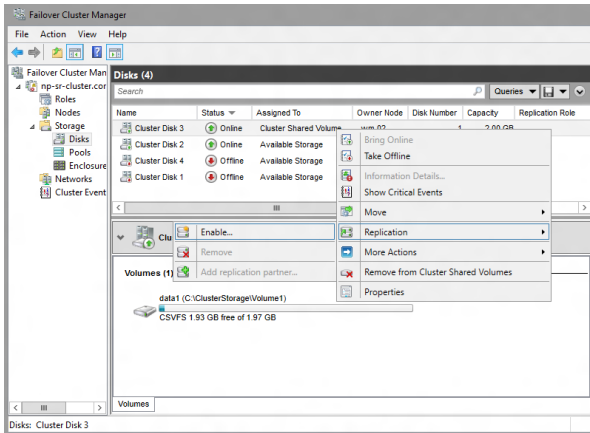 Failover Cluster Manager
File Action View Help
Failover Cluster Man
np-sr-cluster.cor
Roles
Nodes
Storage
Disks
Pools
Enclosure
Networks
Cluster Event
Disks (4)
Search
Queries
Name Status Assigned To Owner Node Disk Number Capacity Replication Role
Cluster Disk 3 Online Cluster Shared Volume 1 2.00 GB
Cluster Disk 2 Online Available Storage
Cluster Disk 4 Offline Available Storage
Cluster Disk 1 Offline Available Storage
Bring Online
Take Offline
Information Details...
Show Critical Events
Move
Replication
More Actions
Remove from Cluster Shared Volumes
Properties
Clu
Enable...
Remove
Add replication partner...
Volumes (1)
data1 (C:\ClusterStorage\Volume1)
CSVFS 1.93 GB free of 1.97 GB
Volumes
Disks: Cluster Disk 3